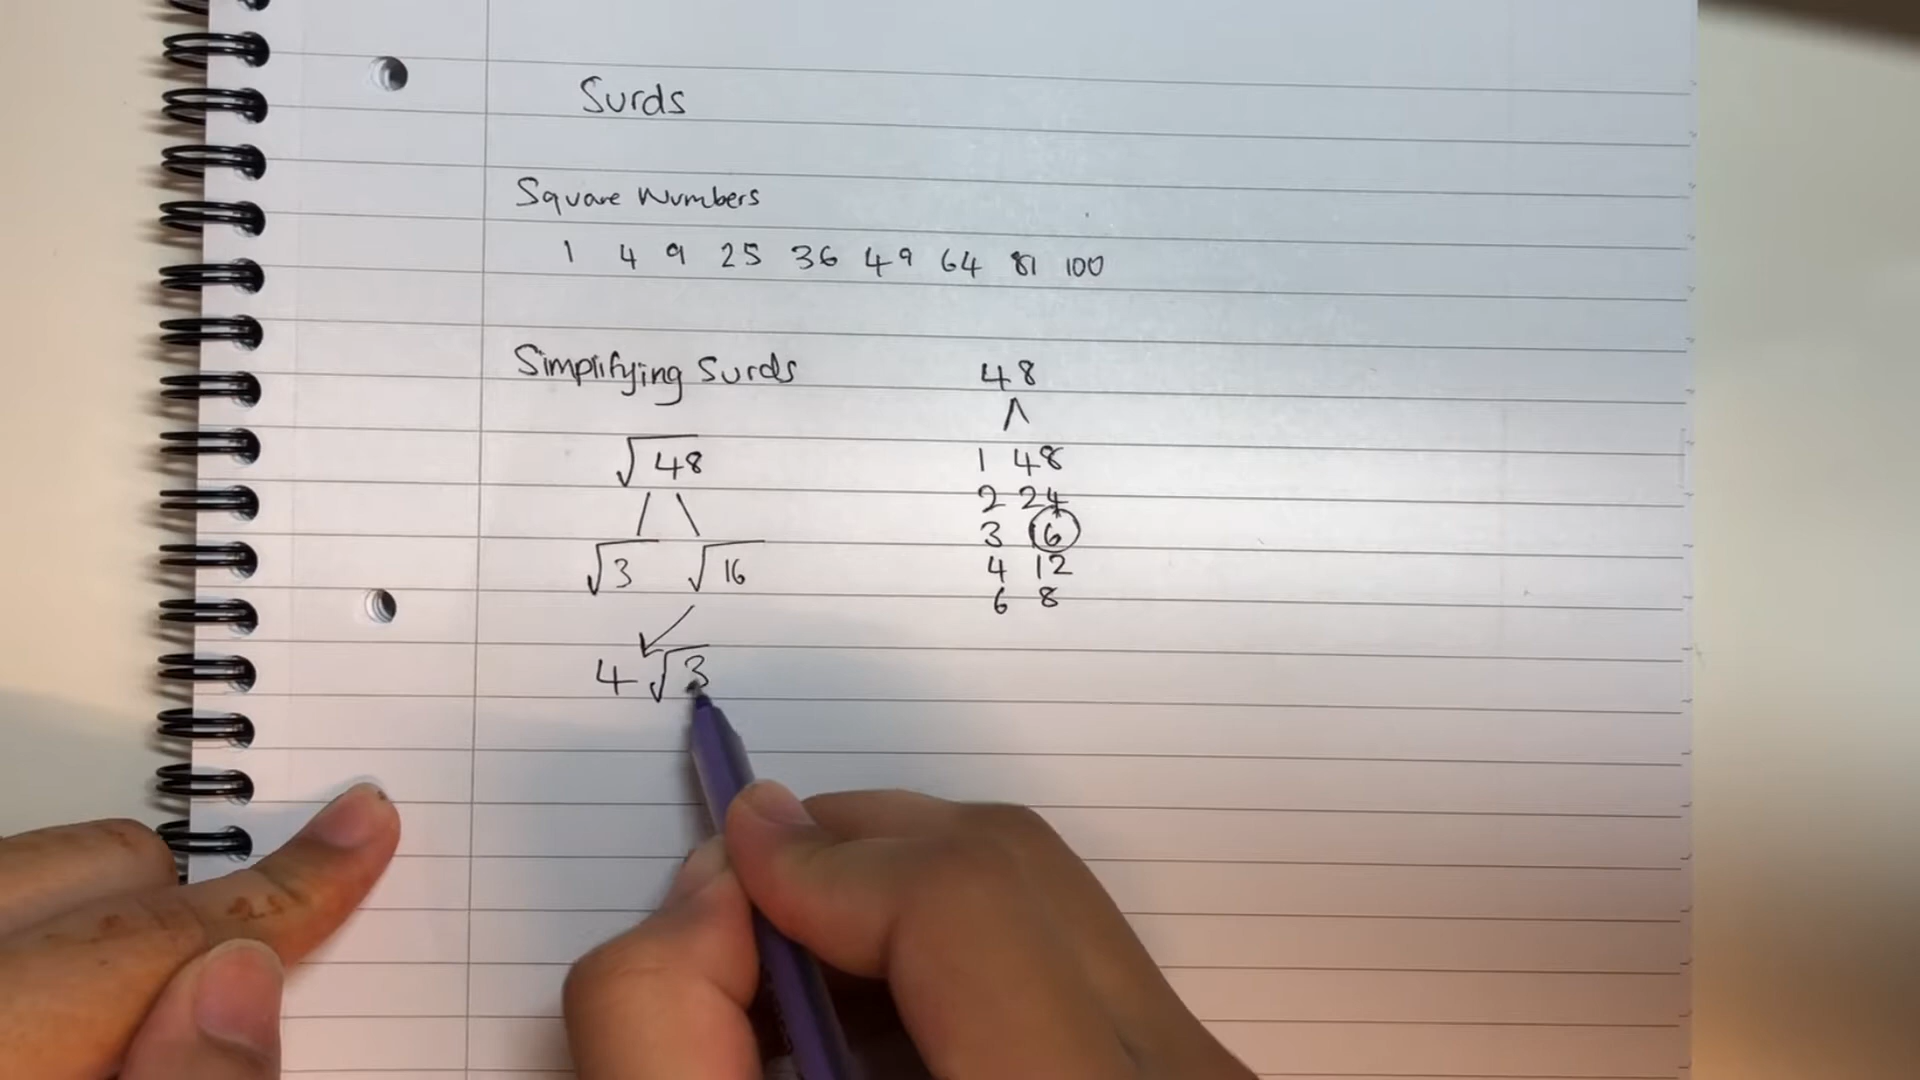 Surds
Square Numbers
1 4 9 25 36 49 64 81 100
Simplifying Surds
√48
√3 √16
4√3
48
1 48
2 24
3 16
4 12
6 8